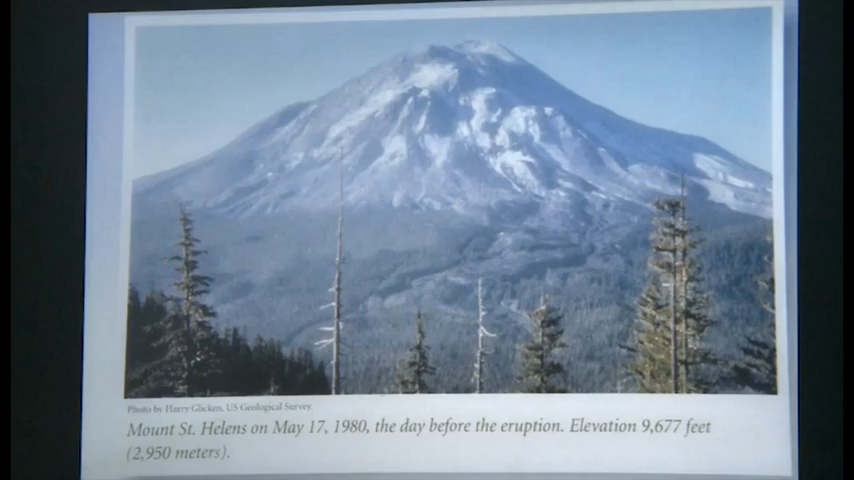 Photo by Harry Glicken, US Geological Survey.
Mount St. Helens on May 17, 1980, the day before the eruption. Elevation 9,677 feet
(2,950 meters).